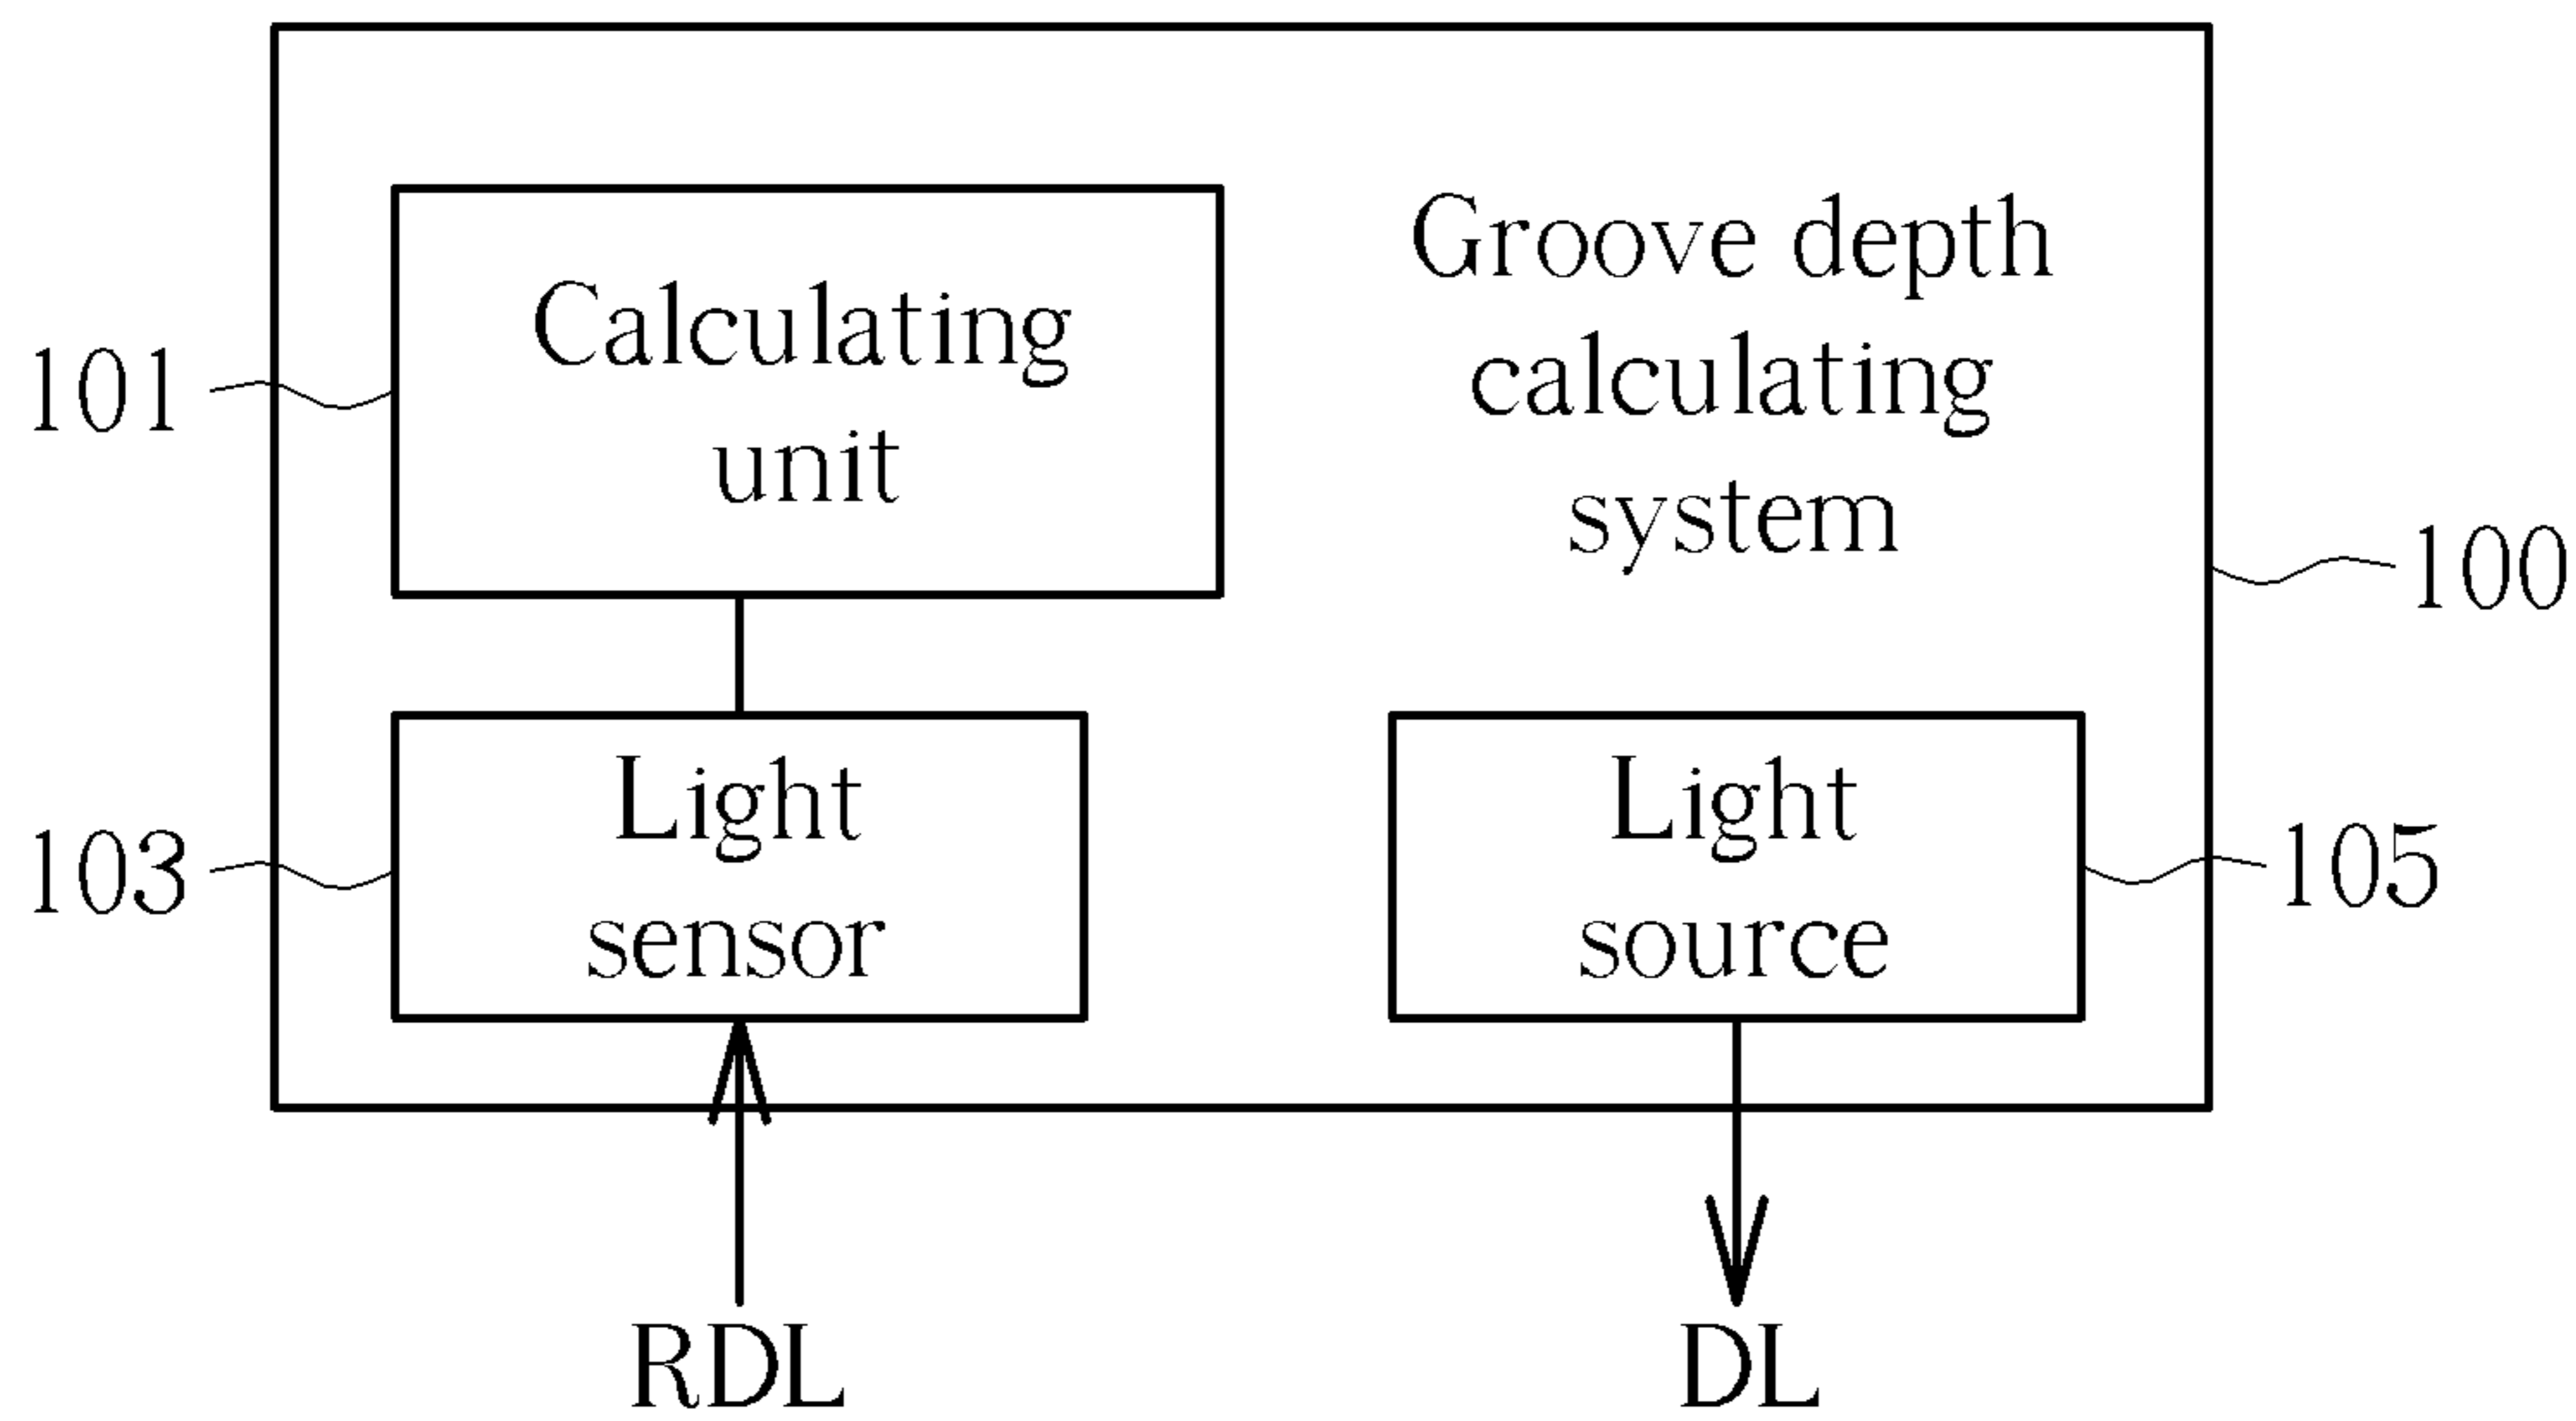 Groove depth
calculating
system
100
Calculating
unit
101
Light
sensor
103
Light
source
105
RDL
DL